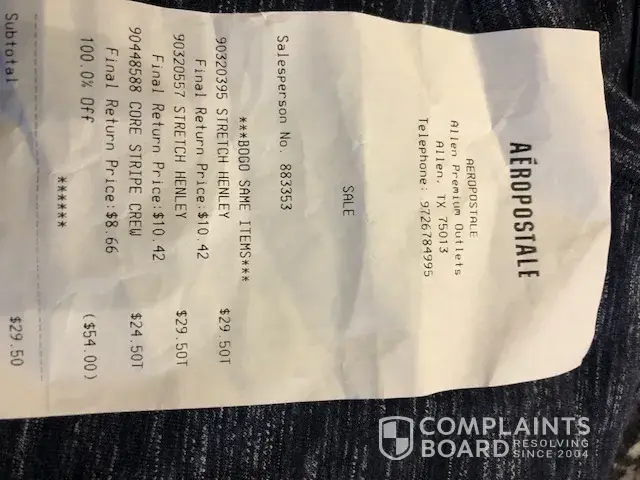 AÉROPOSTALE
AEROPOSTALE
Allen Premium Outlets
Allen, TX 75013
Telephone: 9726784995
SALE
Salesperson No. 883353
***BOGO SAME ITEMS***
90320395 STRETCH HENLEY $29.50T
Final Return Price:$10.42
90320557 STRETCH HENLEY $29.50T
Final Return Price:$10.42
90448588 CORE STRIPE CREW $24.50T
Final Return Price:$8.66
100.0% Off ($54.00)
******
Subtotal $29.50
COMPLAINTS
BOARD RESOLVING
SINCE 2004